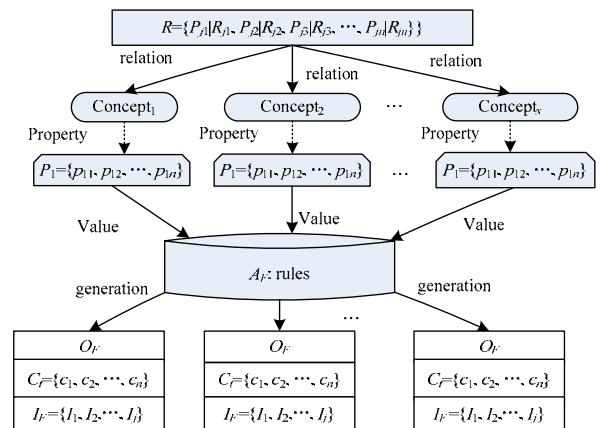 R={Pj1|Rj1, Pj2|Rj2, Pj3|Rj3, ⋯, Pjn|Rjn}}
relation
relation
relation
Concept1
Concept2
...
Conceptx
Property
Property
Property
P1={p11, p12, ⋯, p1n}
P1={p11, p12, ⋯, p1n}
...
P1={p11, p12, ⋯, p1n}
Value
Value
Value
AF: rules
generation
generation
...
OF
OF
OF
Cf={c1, c2, ⋯, cn}
Cf={c1, c2, ⋯, cn}
Cf={c1, c2, ⋯, cn}
IF={I1, I2, ⋯, Ij}
IF={I1, I2, ⋯, Ij}
IF={I1, I2, ⋯, Ij}